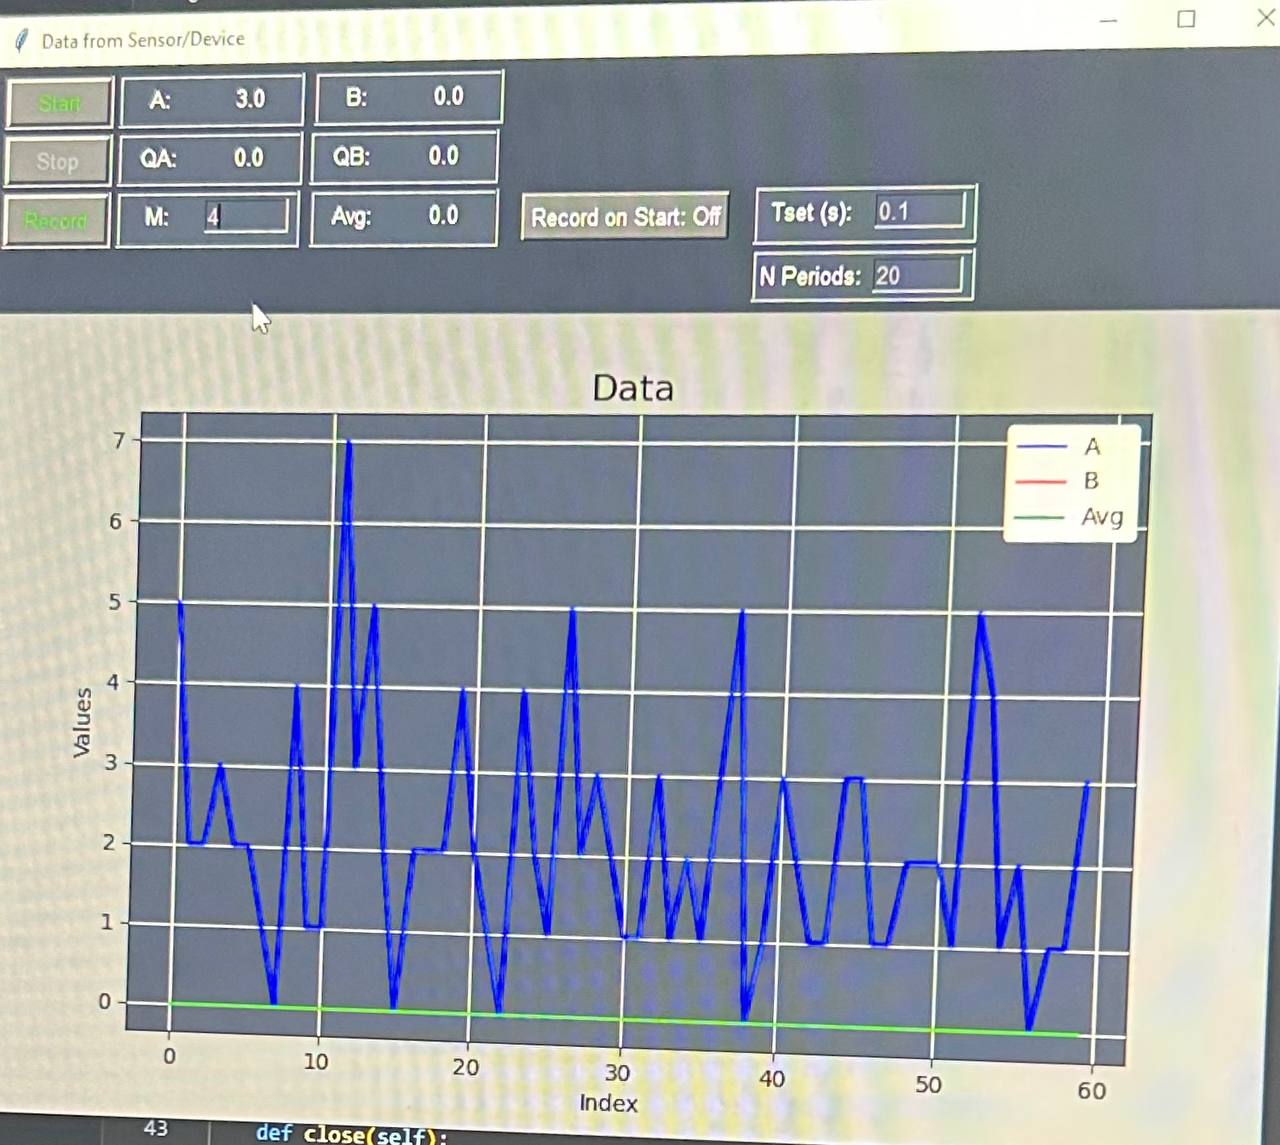 Data from Sensor/Device
Start A: 3.0 B: 0.0
Stop QA: 0.0 QB: 0.0
Record M: 4 Avg: 0.0 Record on Start: Off Tset (s): 0.1
N Periods: 20
Data
A
B
Avg
7
6
5
4
3
2
1
0
Values
0 10 20 30 40 50 60
Index
43 def close(self):